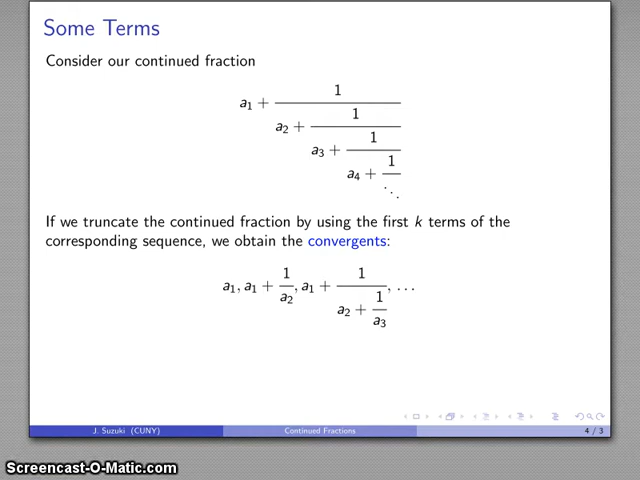 Some Terms
Consider our continued fraction
a₁ + 1
a₂ + 1
a₃ + 1
a₄ + 1
⋱
If we truncate the continued fraction by using the first k terms of the
corresponding sequence, we obtain the convergents:
a₁, a₁ + 1/a₂, a₁ + 1/(a₂ + 1/a₃), ...
J. Suzuki (CUNY) Continued Fractions 4 / 3
Screencast-O-Matic.com